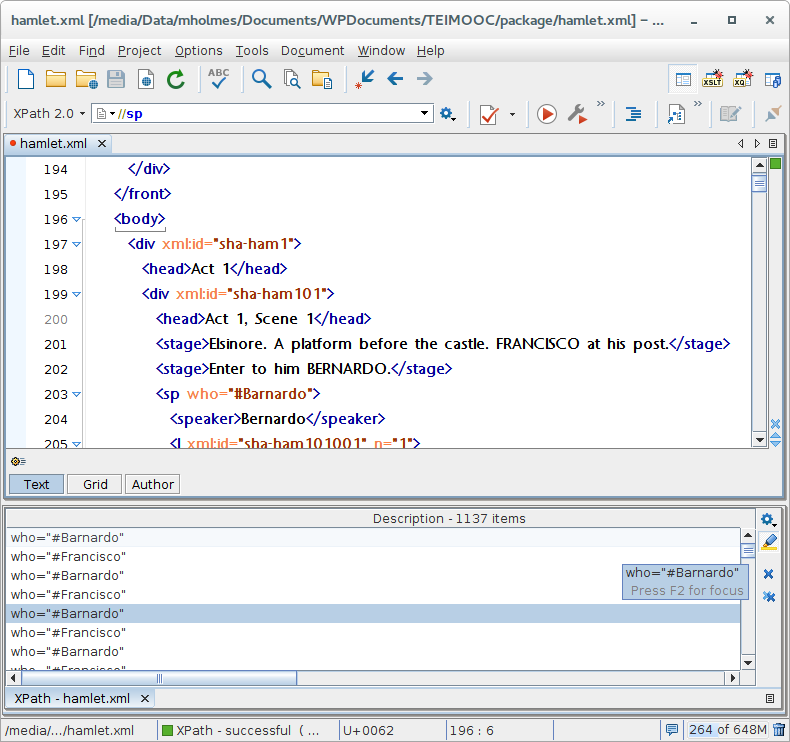 hamlet.xml [/media/Data/mholmes/Documents/WPDocuments/TEIMOOC/package/hamlet.xml] – ...
File Edit Find Project Options Tools Document Window Help
ABC XSLT XQ
XPath 2.0 //sp
hamlet.xml
194 </div>
195 </front>
196 <body>
197 <div xml:id="sha-ham1">
198 <head>Act 1</head>
199 <div xml:id="sha-ham101">
200 <head>Act 1, Scene 1</head>
201 <stage>Elsinore. A platform before the castle. FRANCISCO at his post.</stage>
202 <stage>Enter to him BERNARDO.</stage>
203 <sp who="#Barnardo">
204 <speaker>Bernardo</speaker>
205 <l xml:id="sha-ham101001" n="1">
Text Grid Author
Description - 1137 items
who="#Barnardo"
who="#Francisco"
who="#Barnardo"
who="#Francisco"
who="#Barnardo"
who="#Francisco"
who="#Barnardo"
who="#Francisco"
who="#Barnardo"
Press F2 for focus
XPath - hamlet.xml
/media/.../hamlet.xml XPath - successful ( ... U+0062 196 : 6 264 of 648M